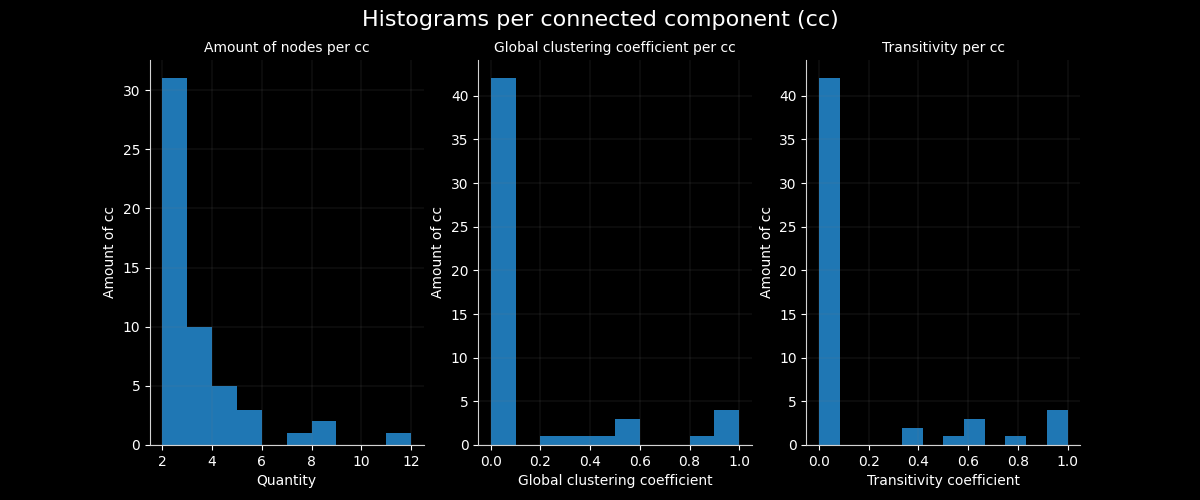 Histograms per connected component (cc)
Amount of nodes per cc
30
25
20
15
10
5
0
Amount of cc
2 4 6 8 10 12
Quantity
Global clustering coefficient per cc
40
35
30
25
20
15
10
5
0
Amount of cc
0.0 0.2 0.4 0.6 0.8 1.0
Global clustering coefficient
Transitivity per cc
40
35
30
25
20
15
10
5
0
Amount of cc
0.0 0.2 0.4 0.6 0.8 1.0
Transitivity coefficient